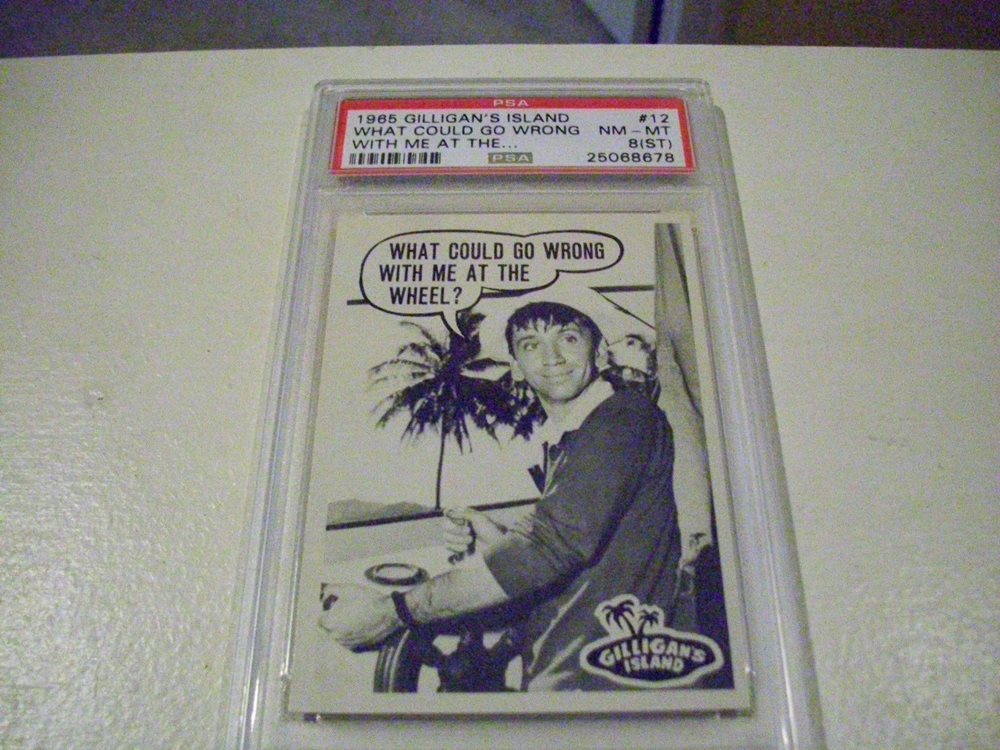 PSA
1965 GILLIGAN'S ISLAND #12
WHAT COULD GO WRONG NM - MT
WITH ME AT THE... 8(ST)
PSA 25068678
WHAT COULD GO WRONG
WITH ME AT THE
WHEEL?
GILLIGAN'S
ISLAND